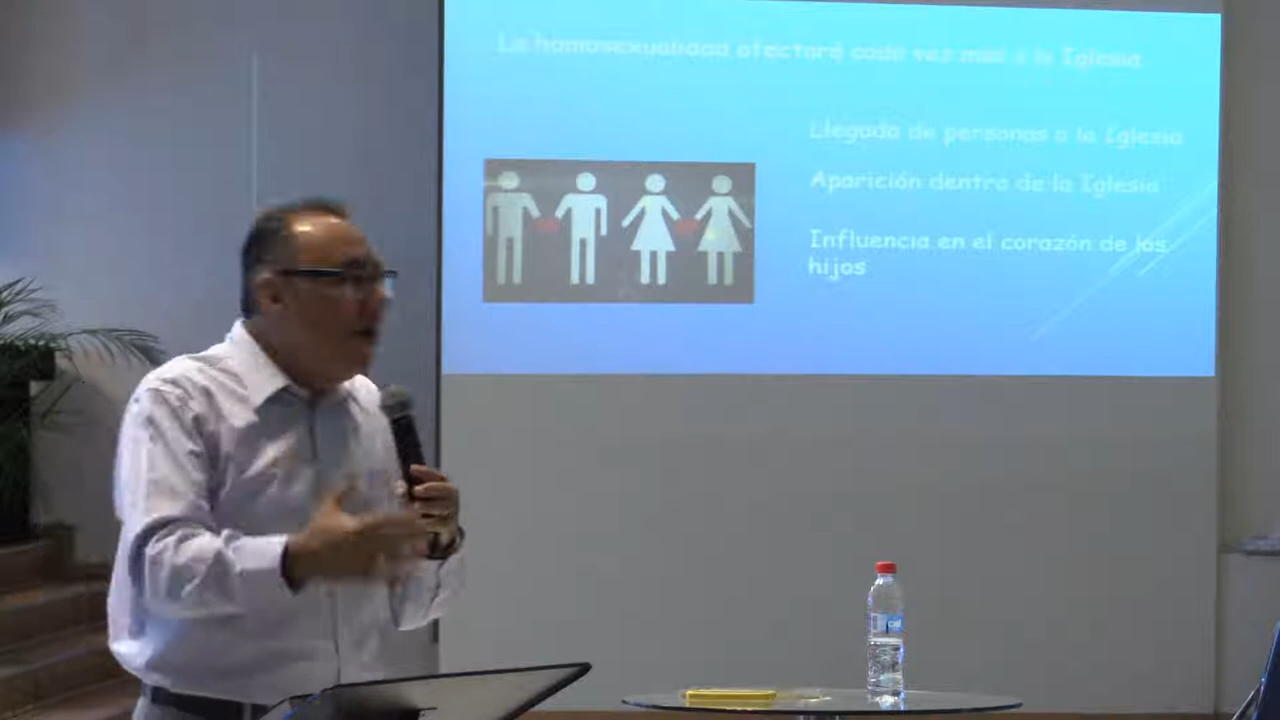 La homosexualidad afectará cada vez mas a la Iglesia
Llegada de personas a la Iglesia
Aparición dentro de la Iglesia
Influencia en el corazón de los
hijos